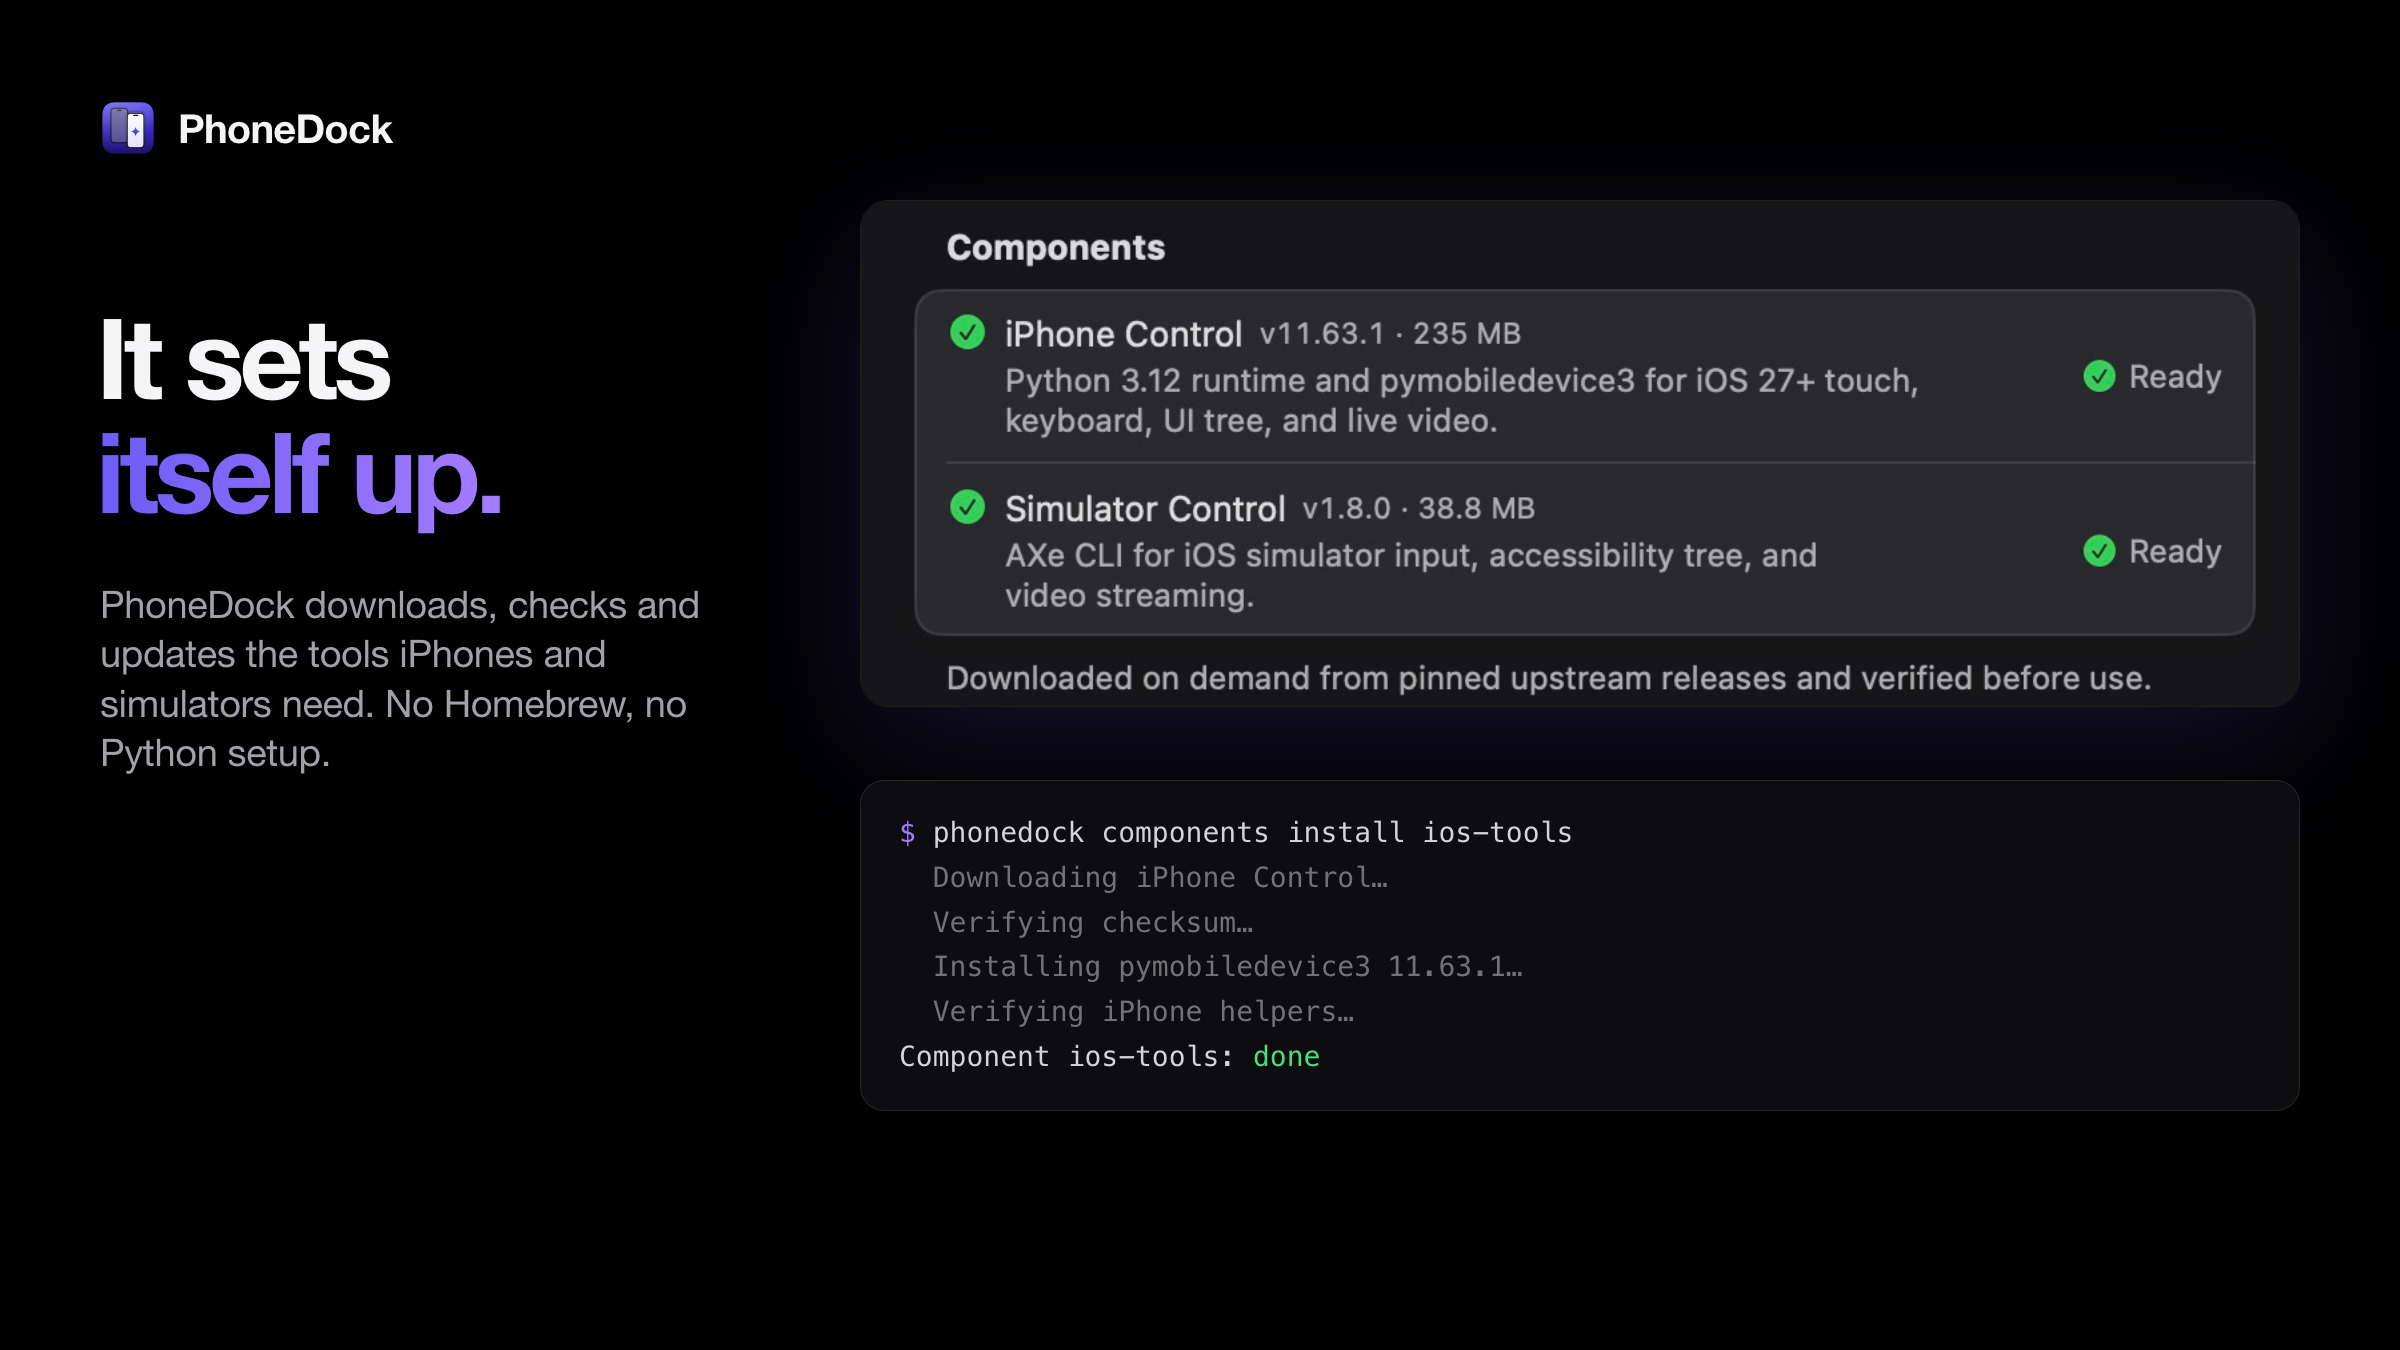 PhoneDock
It sets
itself up.
PhoneDock downloads, checks and
updates the tools iPhones and
simulators need. No Homebrew, no
Python setup.
Components
iPhone Control v11.63.1 · 235 MB
Python 3.12 runtime and pymobiledevice3 for iOS 27+ touch,
keyboard, UI tree, and live video.
Ready
Simulator Control v1.8.0 · 38.8 MB
AXe CLI for iOS simulator input, accessibility tree, and
video streaming.
Ready
Downloaded on demand from pinned upstream releases and verified before use.
$ phonedock components install ios-tools
Downloading iPhone Control…
Verifying checksum…
Installing pymobiledevice3 11.63.1…
Verifying iPhone helpers…
Component ios-tools: done